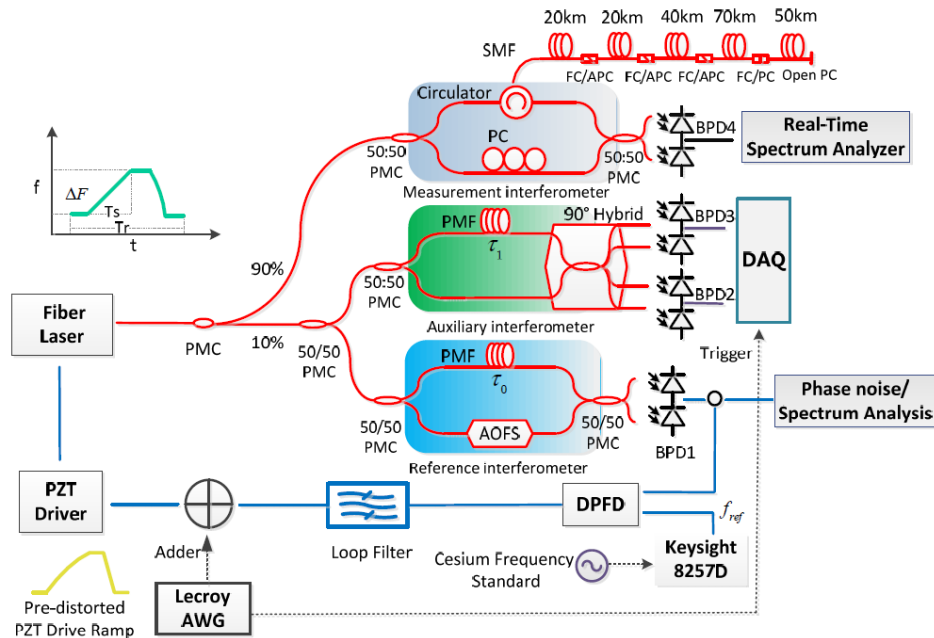 20km 20km 40km 70km 50km
SMF
FC/APC FC/APC FC/APC FC/PC Open PC
Circulator
PC
50:50
PMC
50:50
PMC
Measurement interferometer
BPD4
Real-Time
Spectrum Analyzer
f
ΔF
Ts
Tr
t
90%
PMF
τ1
90° Hybrid
50:50
PMC
Auxiliary interferometer
BPD3
BPD2
DAQ
Trigger
Fiber
Laser
PMC
10%
50/50
PMC
PMF
τ0
AOFS
50/50
PMC
50/50
PMC
Reference interferometer
BPD1
Phase noise/
Spectrum Analysis
PZT
Driver
Adder
Loop Filter
DPFD
fref
Cesium Frequency
Standard
Keysight
8257D
Lecroy
AWG
Pre-distorted
PZT Drive Ramp